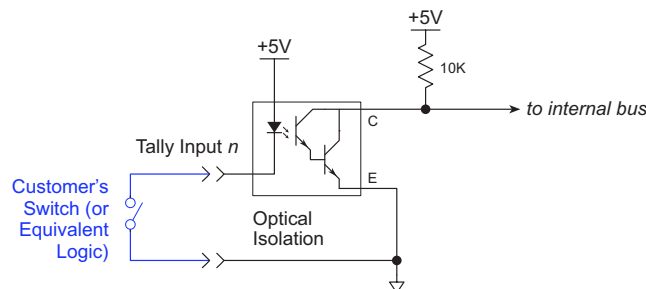 +5V
+5V
10K
C
to internal bus
Tally Input n
E
Customer's
Switch (or
Equivalent
Logic)
Optical
Isolation